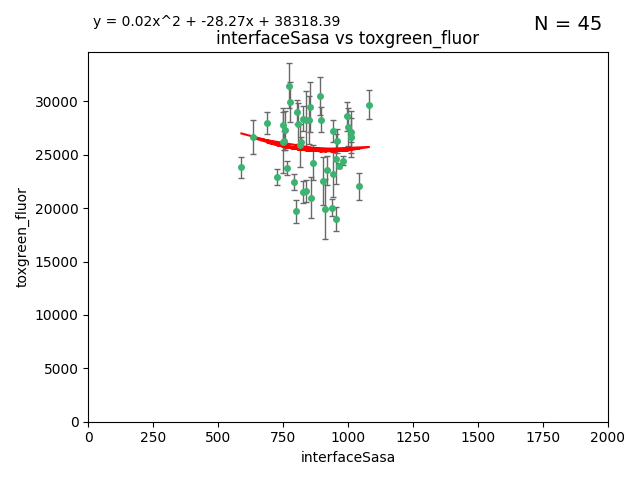 y = 0.02x^2 + -28.27x + 38318.39
N = 45
interfaceSasa vs toxgreen_fluor
30000
25000
20000
15000
10000
5000
0
toxgreen_fluor
0 250 500 750 1000 1250 1500 1750 2000
interfaceSasa